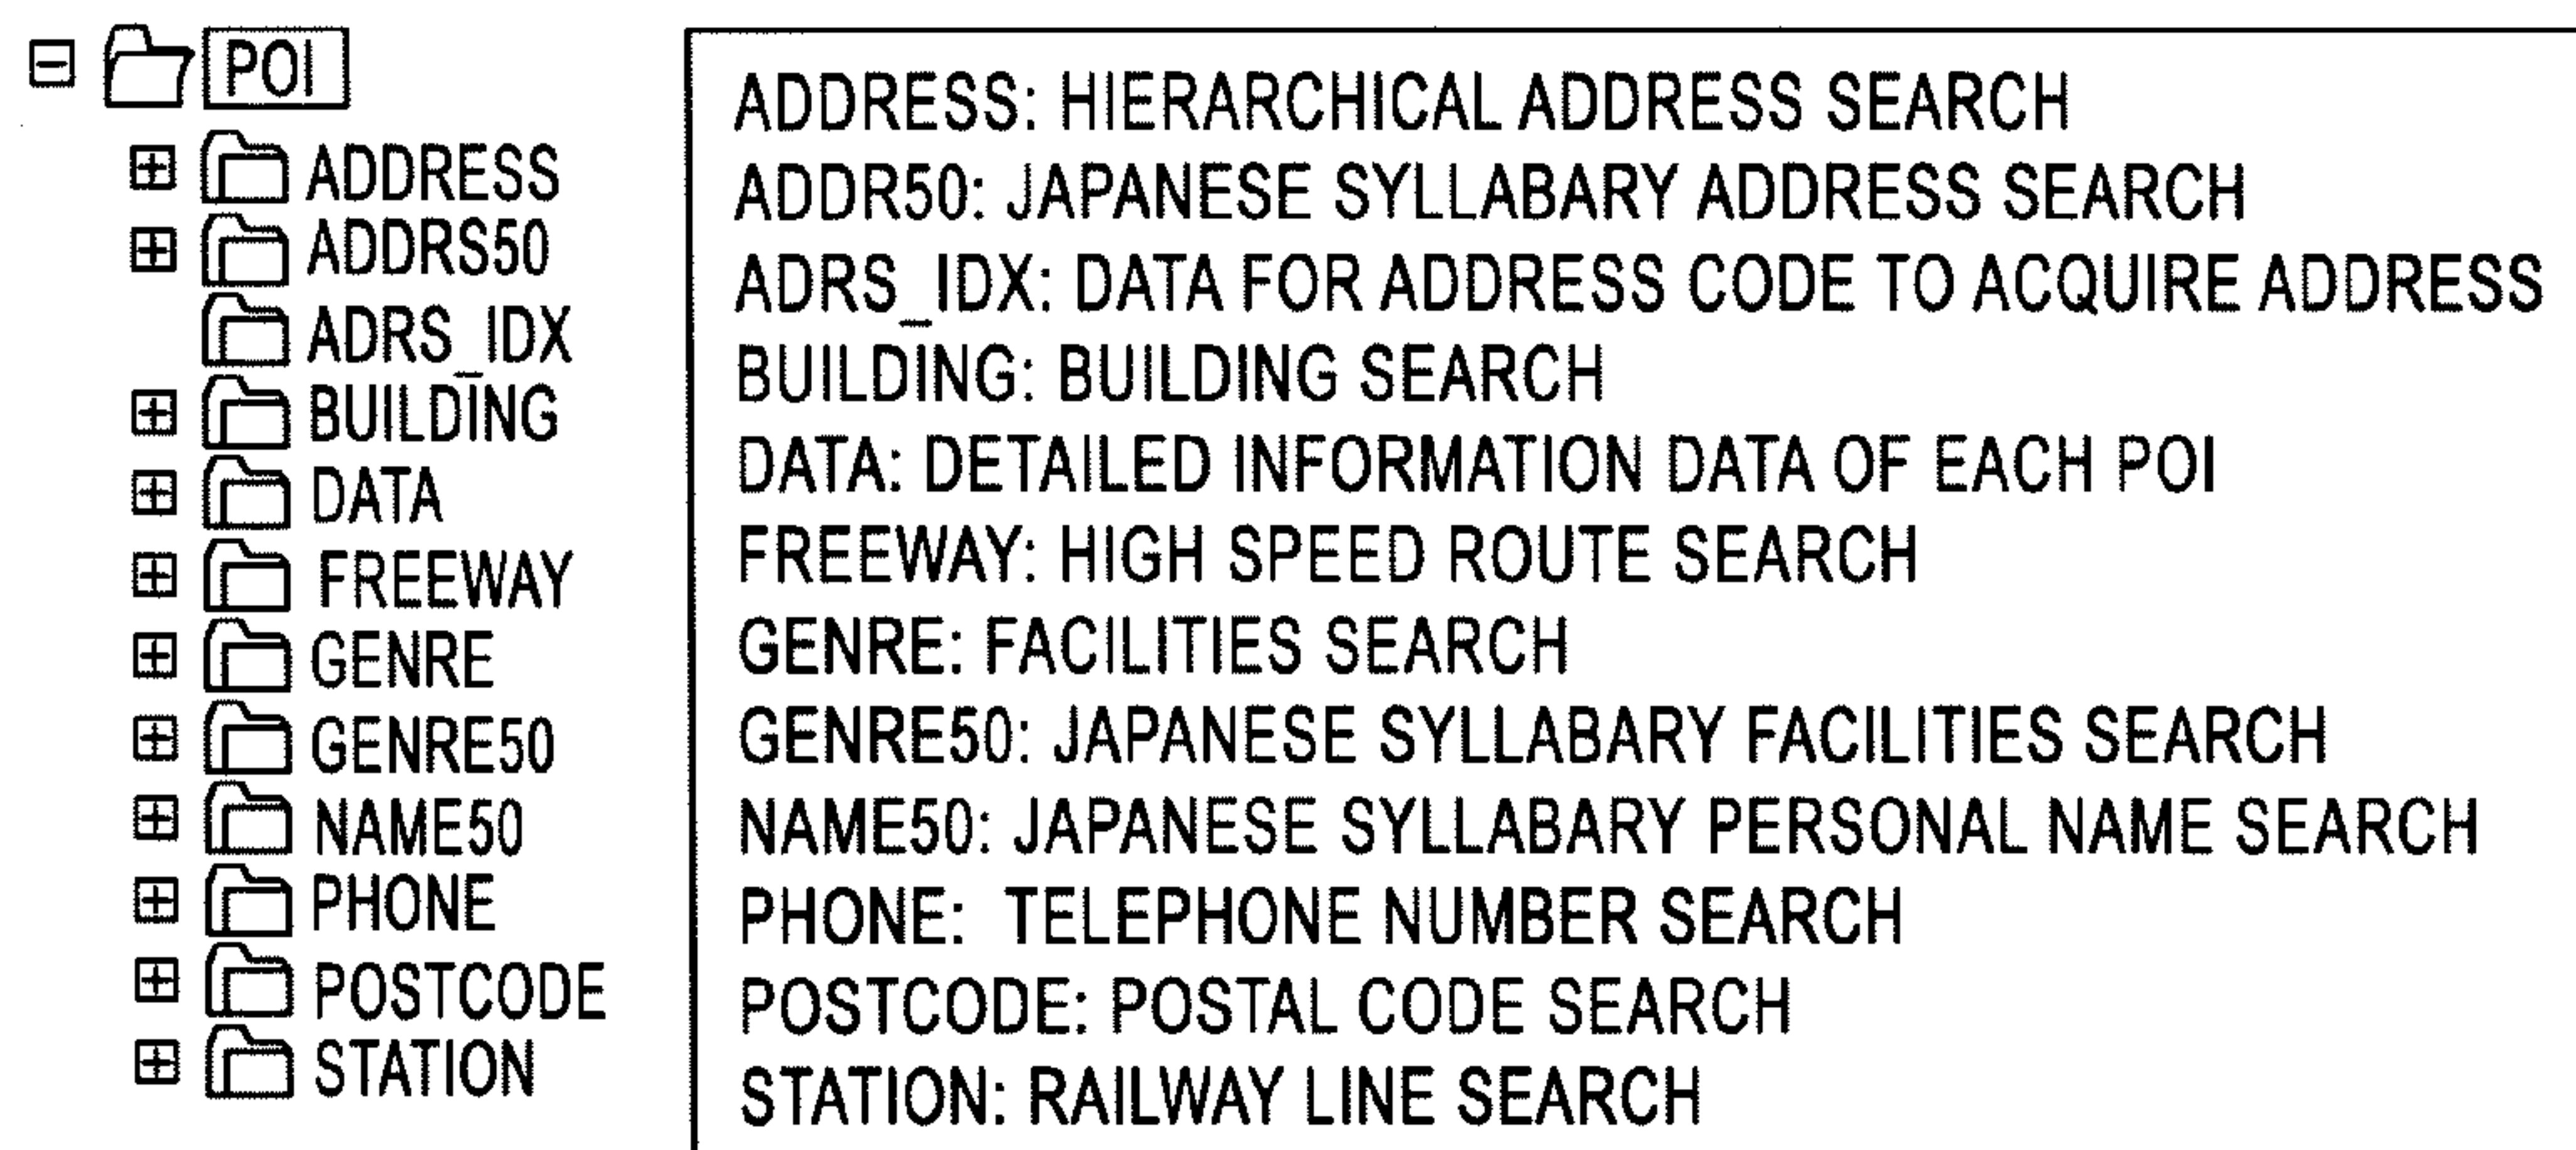 POI
ADDRESS
ADDRS50
ADRS_IDX
BUILDING
DATA
FREEWAY
GENRE
GENRE50
NAME50
PHONE
POSTCODE
STATION
ADDRESS: HIERARCHICAL ADDRESS SEARCH
ADDR50: JAPANESE SYLLABARY ADDRESS SEARCH
ADRS_IDX: DATA FOR ADDRESS CODE TO ACQUIRE ADDRESS
BUILDING: BUILDING SEARCH
DATA: DETAILED INFORMATION DATA OF EACH POI
FREEWAY: HIGH SPEED ROUTE SEARCH
GENRE: FACILITIES SEARCH
GENRE50: JAPANESE SYLLABARY FACILITIES SEARCH
NAME50: JAPANESE SYLLABARY PERSONAL NAME SEARCH
PHONE: TELEPHONE NUMBER SEARCH
POSTCODE: POSTAL CODE SEARCH
STATION: RAILWAY LINE SEARCH